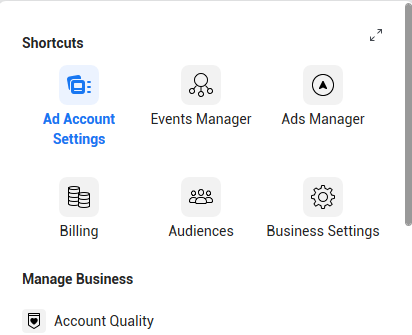 Shortcuts
Ad Account
Settings
Events Manager
Ads Manager
Billing
Audiences
Business Settings
Manage Business
Account Quality